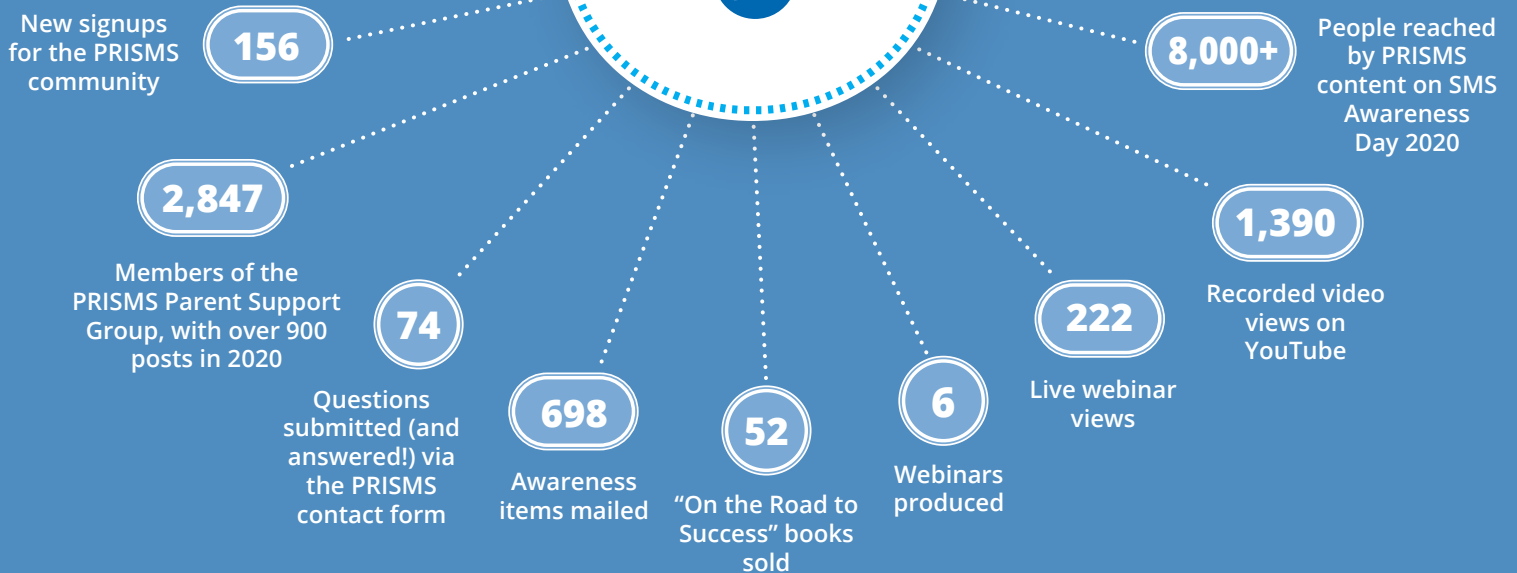 New signups
for the PRISMS
community
156
2,847
Members of the
PRISMS Parent Support
Group, with over 900
posts in 2020
74
Questions
submitted (and
answered!) via
the PRISMS
contact form
698
Awareness
items mailed
52
“On the Road to
Success” books
sold
6
Webinars
produced
222
Live webinar
views
1,390
Recorded video
views on
YouTube
8,000+
People reached
by PRISMS
content on SMS
Awareness
Day 2020